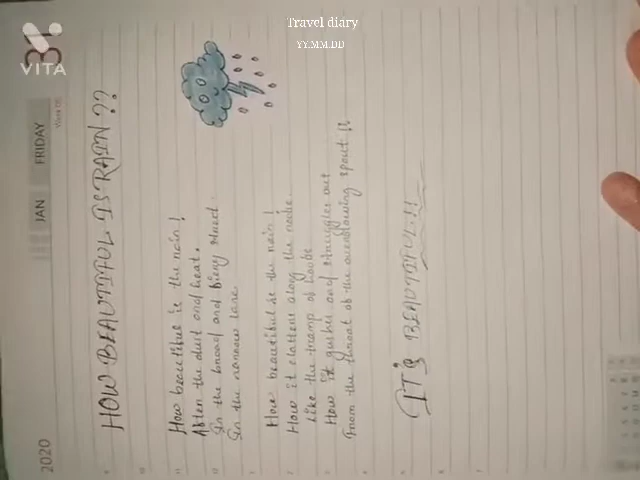 Travel diary
YY.MM.DD
VITA
31
FRIDAY
JAN
2020
Week 05
HOW BEAUTIFUL IS RAIN ??
How beautiful is the rain !
After the dust and heat.
In the broad and fiery street.
In the narrow lane
How beautiful is the rain !
How it clatters along the roofs.
Like the tramp of hoofs
How it gushes and struggles out
From the throat of the overflowing spout !!
IT'S BEAUTIFUL !!